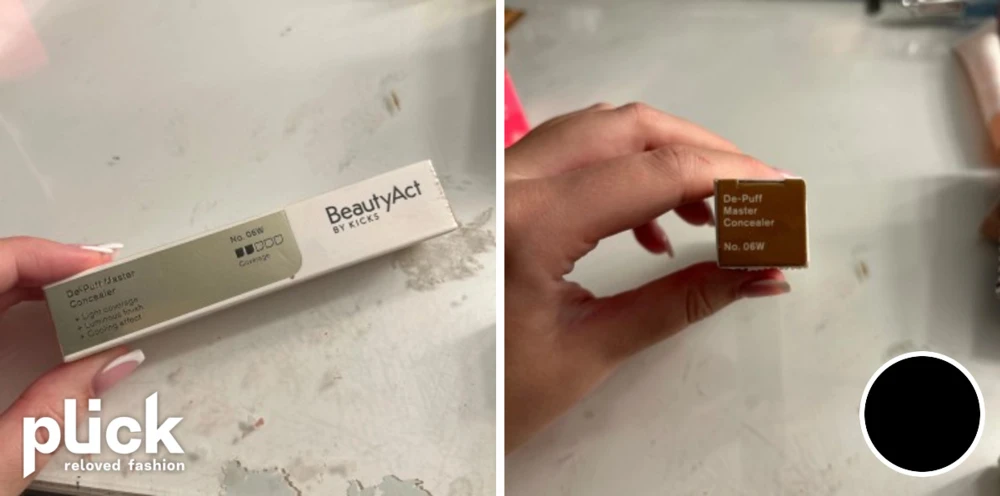 De-Puff Master
Concealer
+ Light coverage
+ Luminous finish
+ Cooling effect
No. 06W
Coverage
BeautyAct
BY KICKS
plick
reloved fashion
De-Puff
Master
Concealer
No. 06W